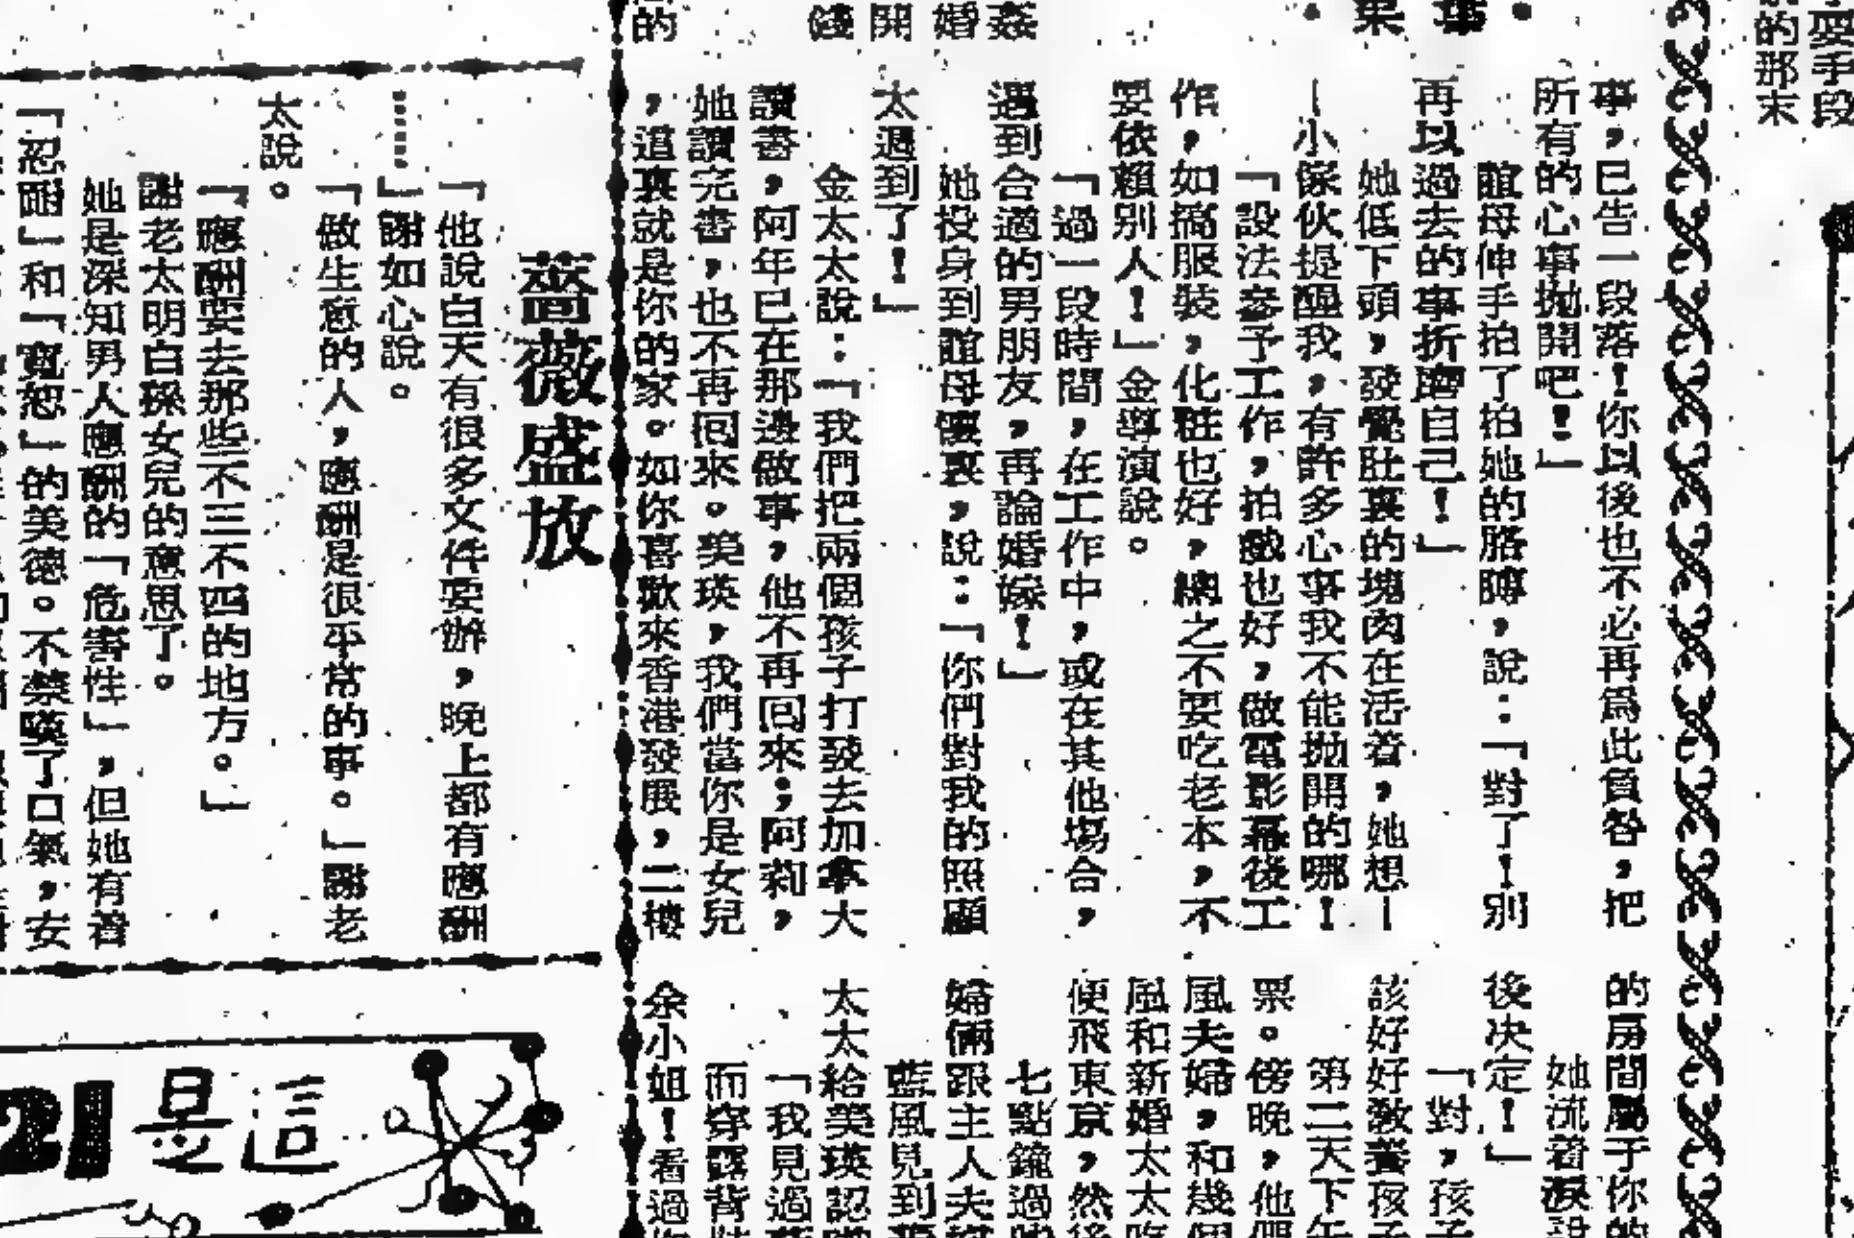 要手段
的那末
事，已告一段落！你以後也不必再爲此負咎，把
所有的心事拋開吧！」
誼母伸手拍了拍她的胳膊，說：「對了！別
再以過去的事折磨自己！」
她低下頭，發覺肚裏的塊肉在活着，她想—
—小傢伙提醒我，有許多心事我不能拋開的哪！
「設法套予工作，拍戲也好，做電影幕後工
作，如搞服裝，化粧也好，總之不要吃老本，不
要依賴別人！」金導演說。
「過一段時間，在工作中，或在其他場合，
遇到合適的男朋友，再論婚嫁！」
她投身到誼母懷裏，說：「你們對我的照顧
太週到了！」
金太太說：「我們把兩個孩子打發去加拿大
讀書，阿年已在那邊做事，他不再回來；阿莉，
她讀完書，也不再回來。美瑛，我們當你是女兒
，這裏就是你的家。如你喜歡來香港發展，二樓
的房間屬于你的
她流着淚說
後決定！」
「對，孩子
該好好敎養孩子
第二天下午
票。傍晚，他們
風夫婦，和幾個
風和新婚太太吃
便飛東京，然後
七點鐘過
婦倆跟主人夫婦
藍風見到
太太給美瑛認
「我見過
而穿露背
余小姐！看過
薔薇盛放
「他說白天有很多文件要辦，晚上都有應酬
……」謝如心說。
「做生意的人，應酬是很平常的事。」謝老
太說。
「應酬要去那些不三不四的地方。」
謝老太明白孫女兒的意思了。
她是深知男人應酬的「危害性」，但她有着
「忍耐」和「寬恕」的美德。不禁嘆了口氣，安
這是21